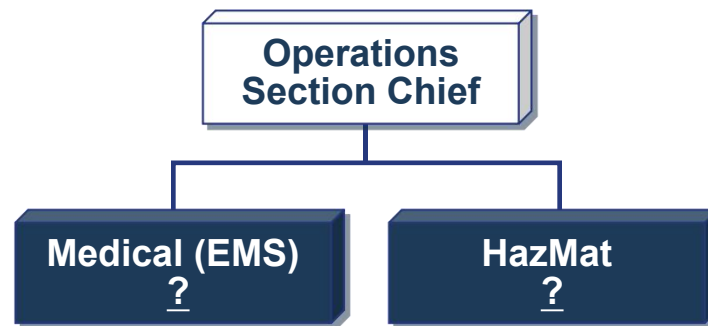 Operations
Section Chief
Medical (EMS)
?
HazMat
?